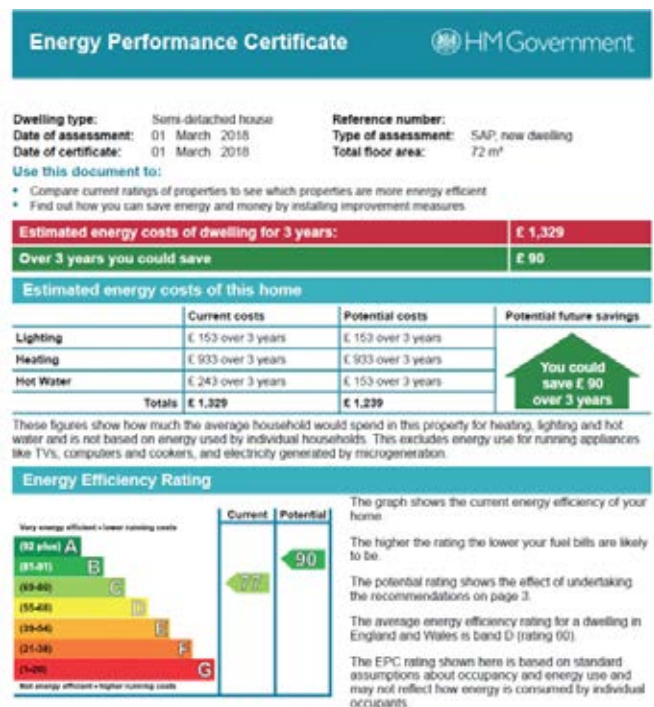 Energy Performance Certificate
HM Government
Dwelling type: Semi-detached house
Date of assessment: 01 March 2018
Date of certificate: 01 March 2018
Reference number:
Type of assessment: SAP, new dwelling
Total floor area: 72 m²
Use this document to:
• Compare current ratings of properties to see which properties are more energy efficient
• Find out how you can save energy and money by installing improvement measures
Estimated energy costs of dwelling for 3 years: £ 1,329
Over 3 years you could save £ 90
Estimated energy costs of this home
Current costs Potential costs Potential future savings
Lighting £ 153 over 3 years £ 153 over 3 years
Heating £ 933 over 3 years £ 933 over 3 years
Hot Water £ 243 over 3 years £ 153 over 3 years
Totals £ 1,329 £ 1,239
You could
save £ 90
over 3 years
These figures show how much the average household would spend in this property for heating, lighting and hot
water and is not based on energy used by individual households. This excludes energy use for running appliances
like TVs, computers and cookers, and electricity generated by microgeneration.
Energy Efficiency Rating
Current Potential
Very energy efficient - lower running costs
(92 plus) A
(81-91) B
(69-80) C
(55-68) D
(39-54) E
(21-38) F
(1-20) G
Not energy efficient - higher running costs
77
90
The graph shows the current energy efficiency of your
home.
The higher the rating the lower your fuel bills are likely
to be.
The potential rating shows the effect of undertaking
the recommendations on page 3.
The average energy efficiency rating for a dwelling in
England and Wales is band D (rating 60).
The EPC rating shown here is based on standard
assumptions about occupancy and energy use and
may not reflect how energy is consumed by individual
occupants.